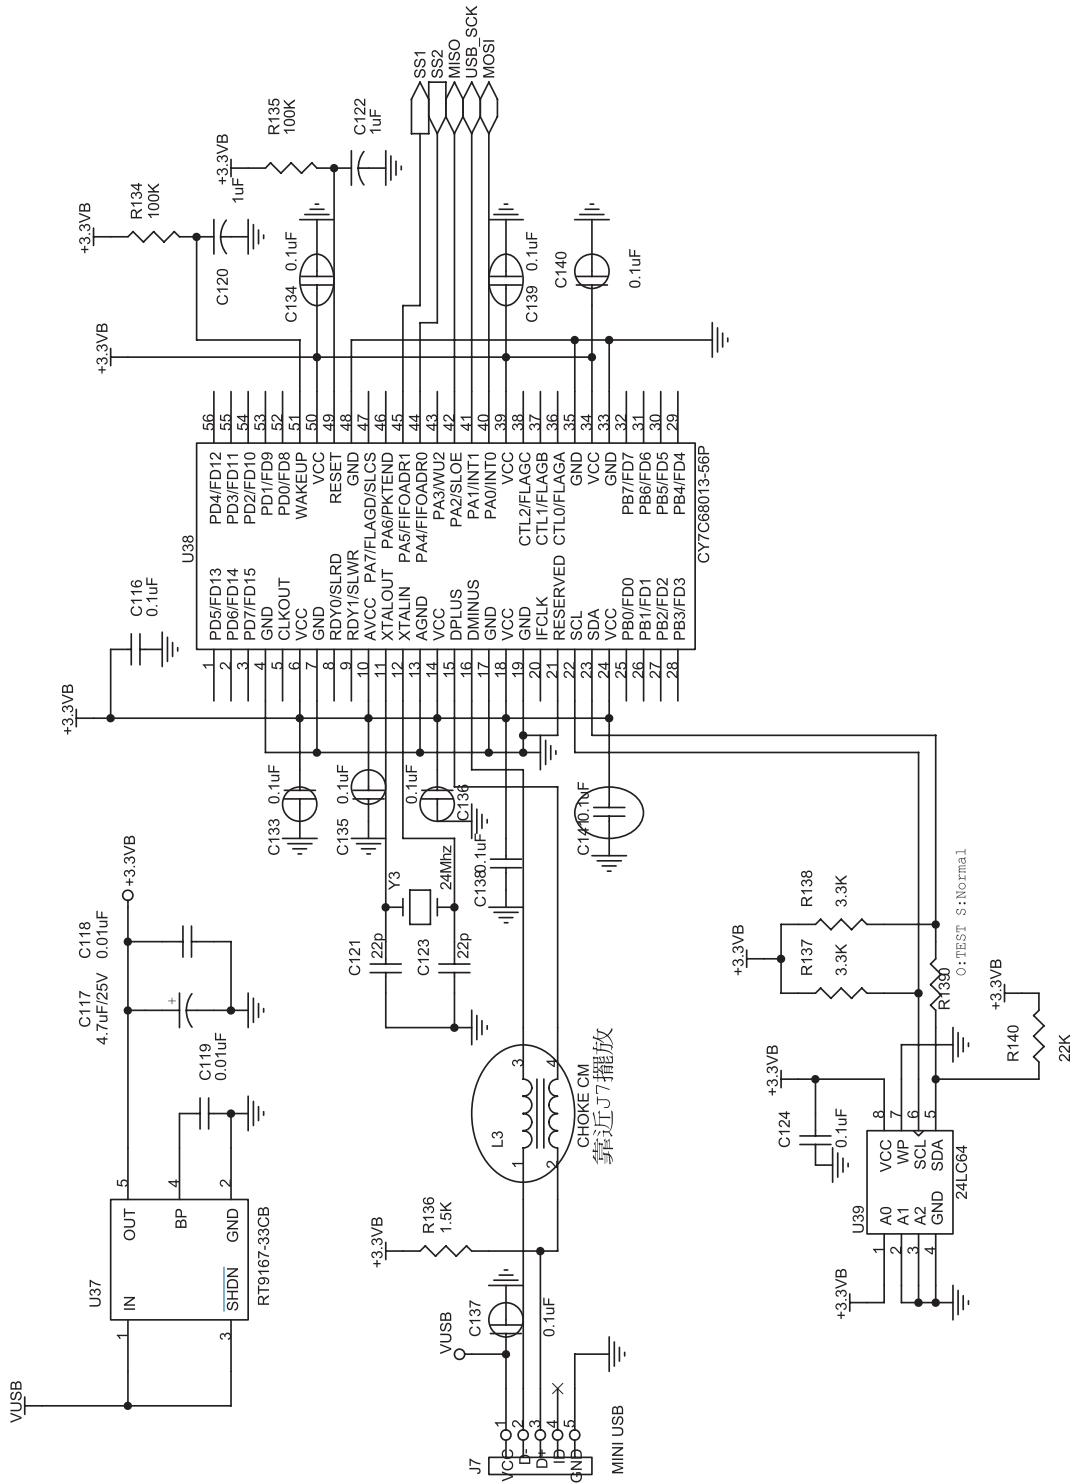 VUSB
U37
IN
1
SHDN
3
OUT
5
BP
4
GND
2
RT9167-33CB
C119
0.01uF
C117
4.7uF/25V
+
C118
0.01uF
+3.3VB
+3.3VB
C116
0.1uF
+3.3VB
+3.3VB
R134
100K
C120
1uF
+3.3VB
R135
100K
C122
1uF
C134
0.1uF
C139
0.1uF
C140
0.1uF
SS1
SS2
MISO
USB_SCK
MOSI
U38
1 PD5/FD13
2 PD6/FD14
3 PD7/FD15
4 GND
5 CLKOUT
6 VCC
7 GND
8 RDY0/SLRD
9 RDY1/SLWR
10 AVCC
11 XTALOUT
12 XTALIN
13 AGND
14 VCC
15 DPLUS
16 DMINUS
17 GND
18 VCC
19 GND
20 IFCLK
21 RESERVED
22 SCL
23 SDA
24 VCC
25 PB0/FD0
26 PB1/FD1
27 PB2/FD2
28 PB3/FD3
PD4/FD12 56
PD3/FD11 55
PD2/FD10 54
PD1/FD9 53
PD0/FD8 52
WAKEUP 51
VCC 50
RESET 49
GND 48
PA7/FLAGD/SLCS 47
PA6/PKTEND 46
PA5/FIFOADR1 45
PA4/FIFOADR0 44
PA3/WU2 43
PA2/SLOE 42
PA1/INT1 41
PA0/INT0 40
VCC 39
CTL2/FLAGC 38
CTL1/FLAGB 37
CTL0/FLAGA 36
GND 35
VCC 34
GND 33
PB7/FD7 32
PB6/FD6 31
PB5/FD5 30
PB4/FD4 29
CY7C68013-56P
C133
0.1uF
C135
0.1uF
C136
0.1uF
C138
0.1uF
C141
0.1uF
Y3
24Mhz
C121
22p
C123
22p
L3
1
2
3
4
CHOKE CM
靠近J7擺放
+3.3VB
R136
1.5K
VUSB
C137
0.1uF
J7
VCC 1
D- 2
D+ 3
ID 4
GND 5
MINI USB
+3.3VB
R137
3.3K
R138
3.3K
O:TEST S:Normal
R139
0
+3.3VB
R140
22K
+3.3VB
C124
0.1uF
U39
1 A0
2 A1
3 A2
4 GND
VCC 8
WP 7
SCL 6
SDA 5
24LC64
+3.3VB